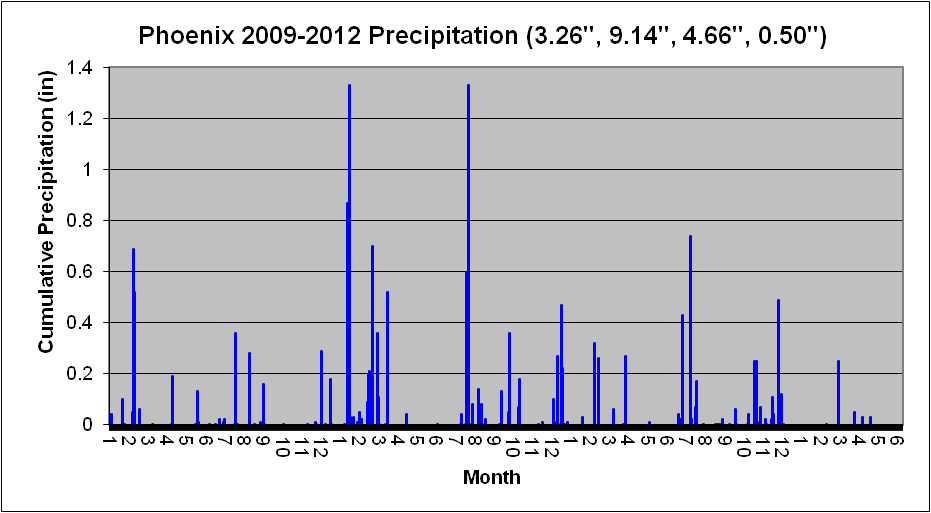 Phoenix 2009-2012 Precipitation (3.26", 9.14", 4.66", 0.50")
Cumulative Precipitation (in)
1.4
1.2
1
0.8
0.6
0.4
0.2
0
1 2 3 4 5 6 7 8 9 10 11 12 1 2 3 4 5 6 7 8 9 10 11 12 1 2 3 4 5 6 7 8 9 10 11 12 1 2 3 4 5 6
Month